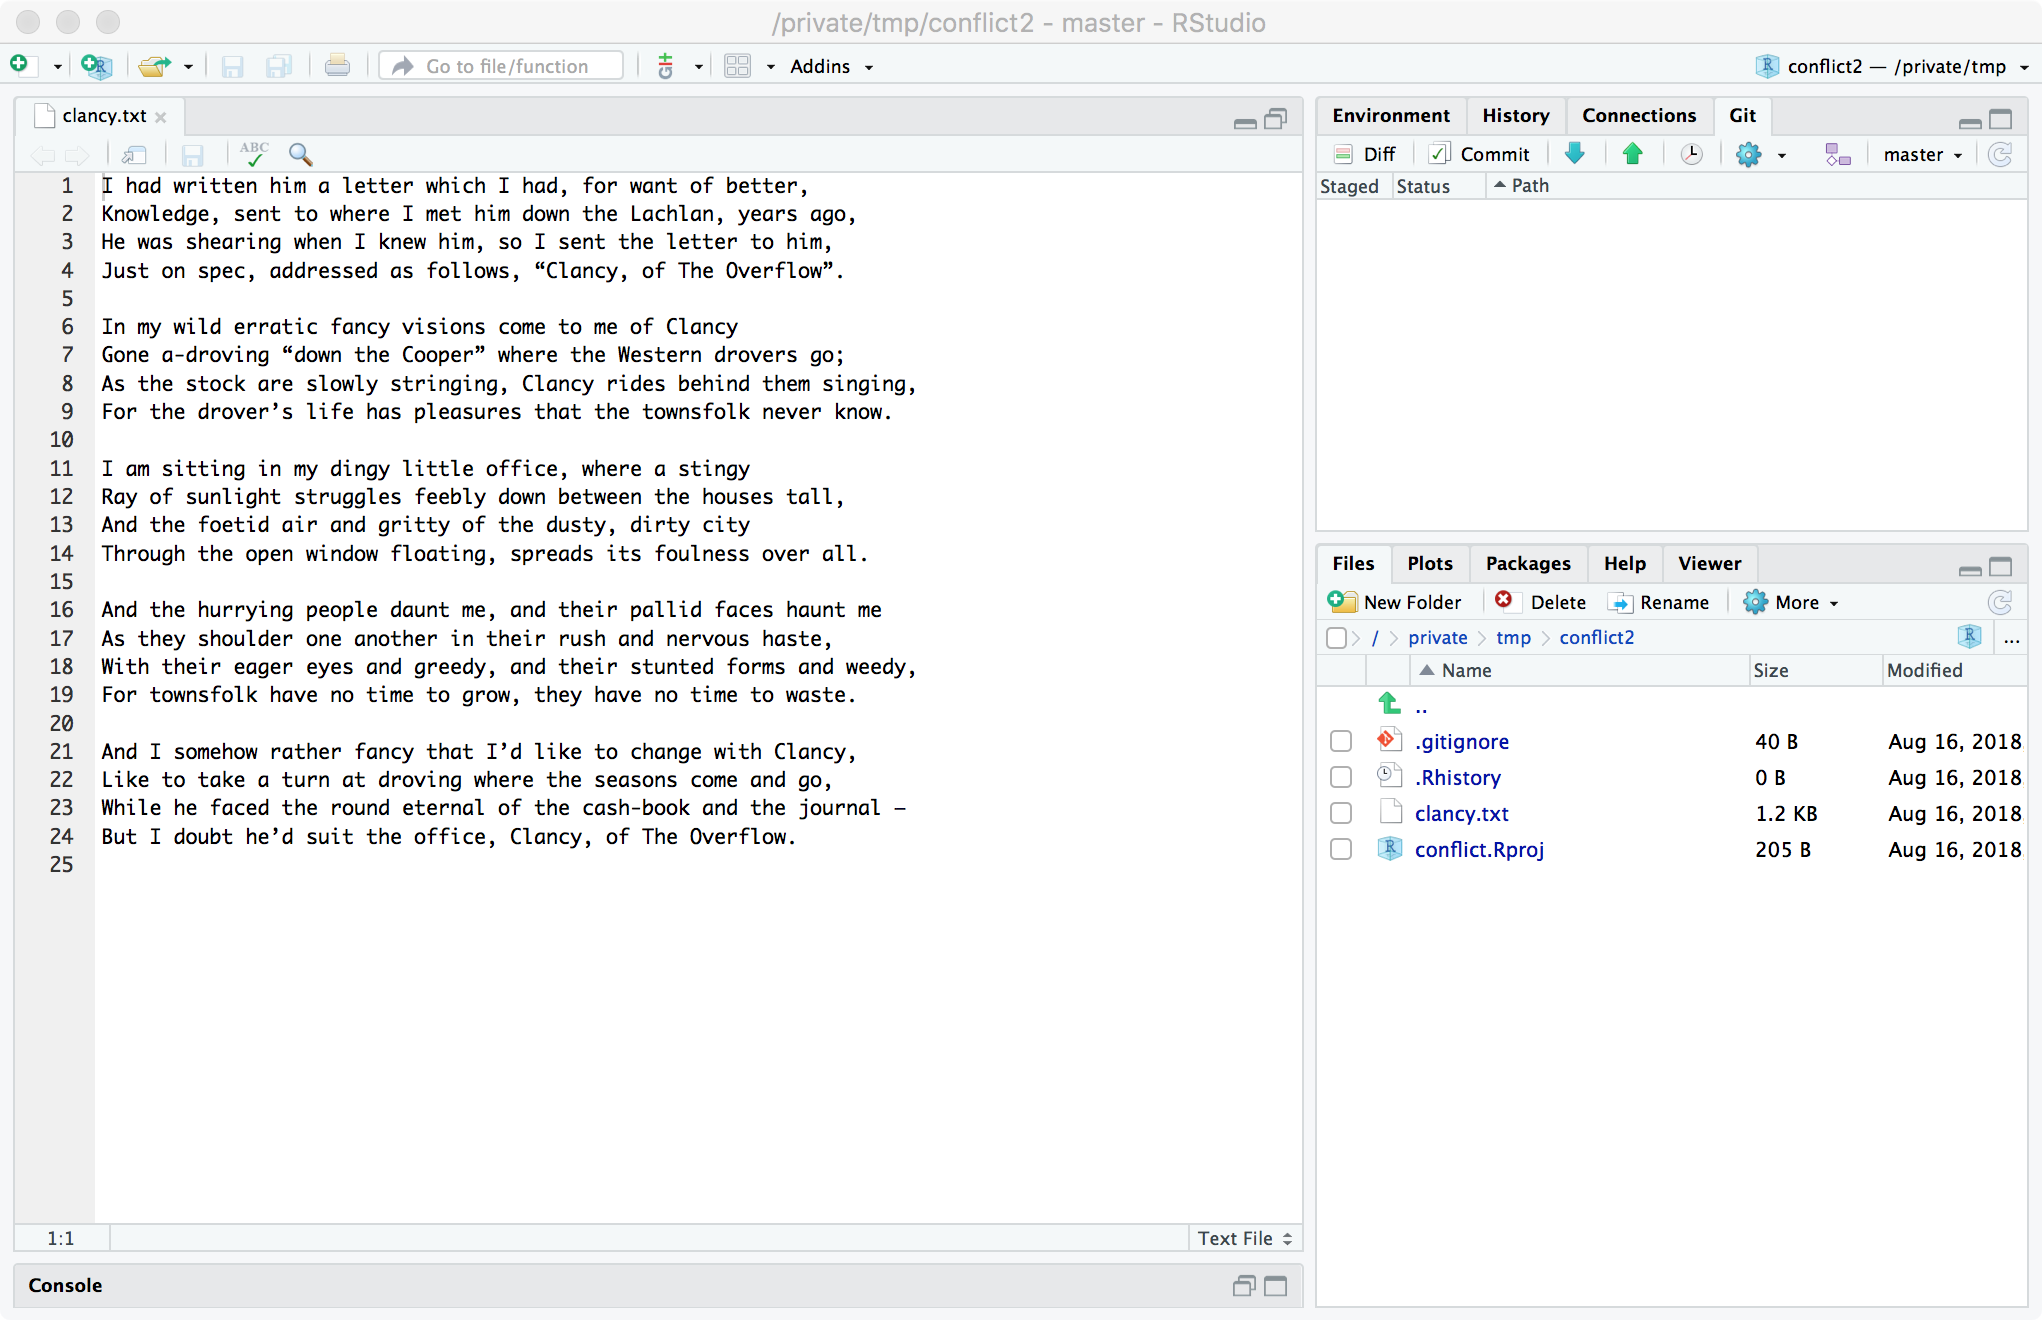 /private/tmp/conflict2 - master - RStudio
Go to file/function
Addins
conflict2 — /private/tmp
clancy.txt
ABC
1 I had written him a letter which I had, for want of better,
2 Knowledge, sent to where I met him down the Lachlan, years ago,
3 He was shearing when I knew him, so I sent the letter to him,
4 Just on spec, addressed as follows, “Clancy, of The Overflow”.
5
6 In my wild erratic fancy visions come to me of Clancy
7 Gone a-droving “down the Cooper” where the Western drovers go;
8 As the stock are slowly stringing, Clancy rides behind them singing,
9 For the drover’s life has pleasures that the townsfolk never know.
10
11 I am sitting in my dingy little office, where a stingy
12 Ray of sunlight struggles feebly down between the houses tall,
13 And the foetid air and gritty of the dusty, dirty city
14 Through the open window floating, spreads its foulness over all.
15
16 And the hurrying people daunt me, and their pallid faces haunt me
17 As they shoulder one another in their rush and nervous haste,
18 With their eager eyes and greedy, and their stunted forms and weedy,
19 For townsfolk have no time to grow, they have no time to waste.
20
21 And I somehow rather fancy that I’d like to change with Clancy,
22 Like to take a turn at droving where the seasons come and go,
23 While he faced the round eternal of the cash-book and the journal –
24 But I doubt he’d suit the office, Clancy, of The Overflow.
25
1:1
Text File
Console
Environment History Connections Git
Diff Commit master
Staged Status Path
Files Plots Packages Help Viewer
New Folder Delete Rename More
/ private tmp conflict2 ...
Name Size Modified
..
.gitignore 40 B Aug 16, 2018
.Rhistory 0 B Aug 16, 2018
clancy.txt 1.2 KB Aug 16, 2018
conflict.Rproj 205 B Aug 16, 2018